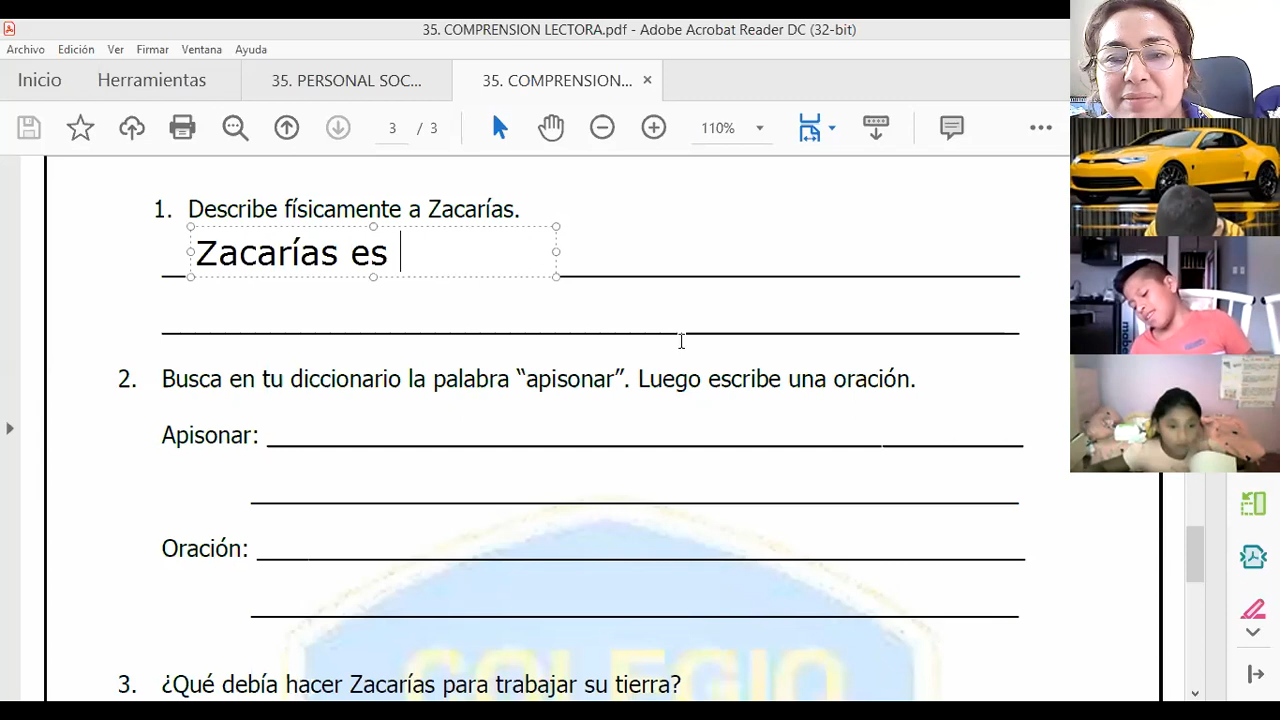 35. COMPRENSION LECTORA.pdf - Adobe Acrobat Reader DC (32-bit)
Archivo Edición Ver Firmar Ventana Ayuda
Inicio Herramientas 35. PERSONAL SOC... 35. COMPRENSION... ×
3 / 3 110%
1. Describe físicamente a Zacarías.
Zacarías es
2. Busca en tu diccionario la palabra “apisonar”. Luego escribe una oración.
Apisonar:
Oración:
COLEGIO
3. ¿Qué debía hacer Zacarías para trabajar su tierra?